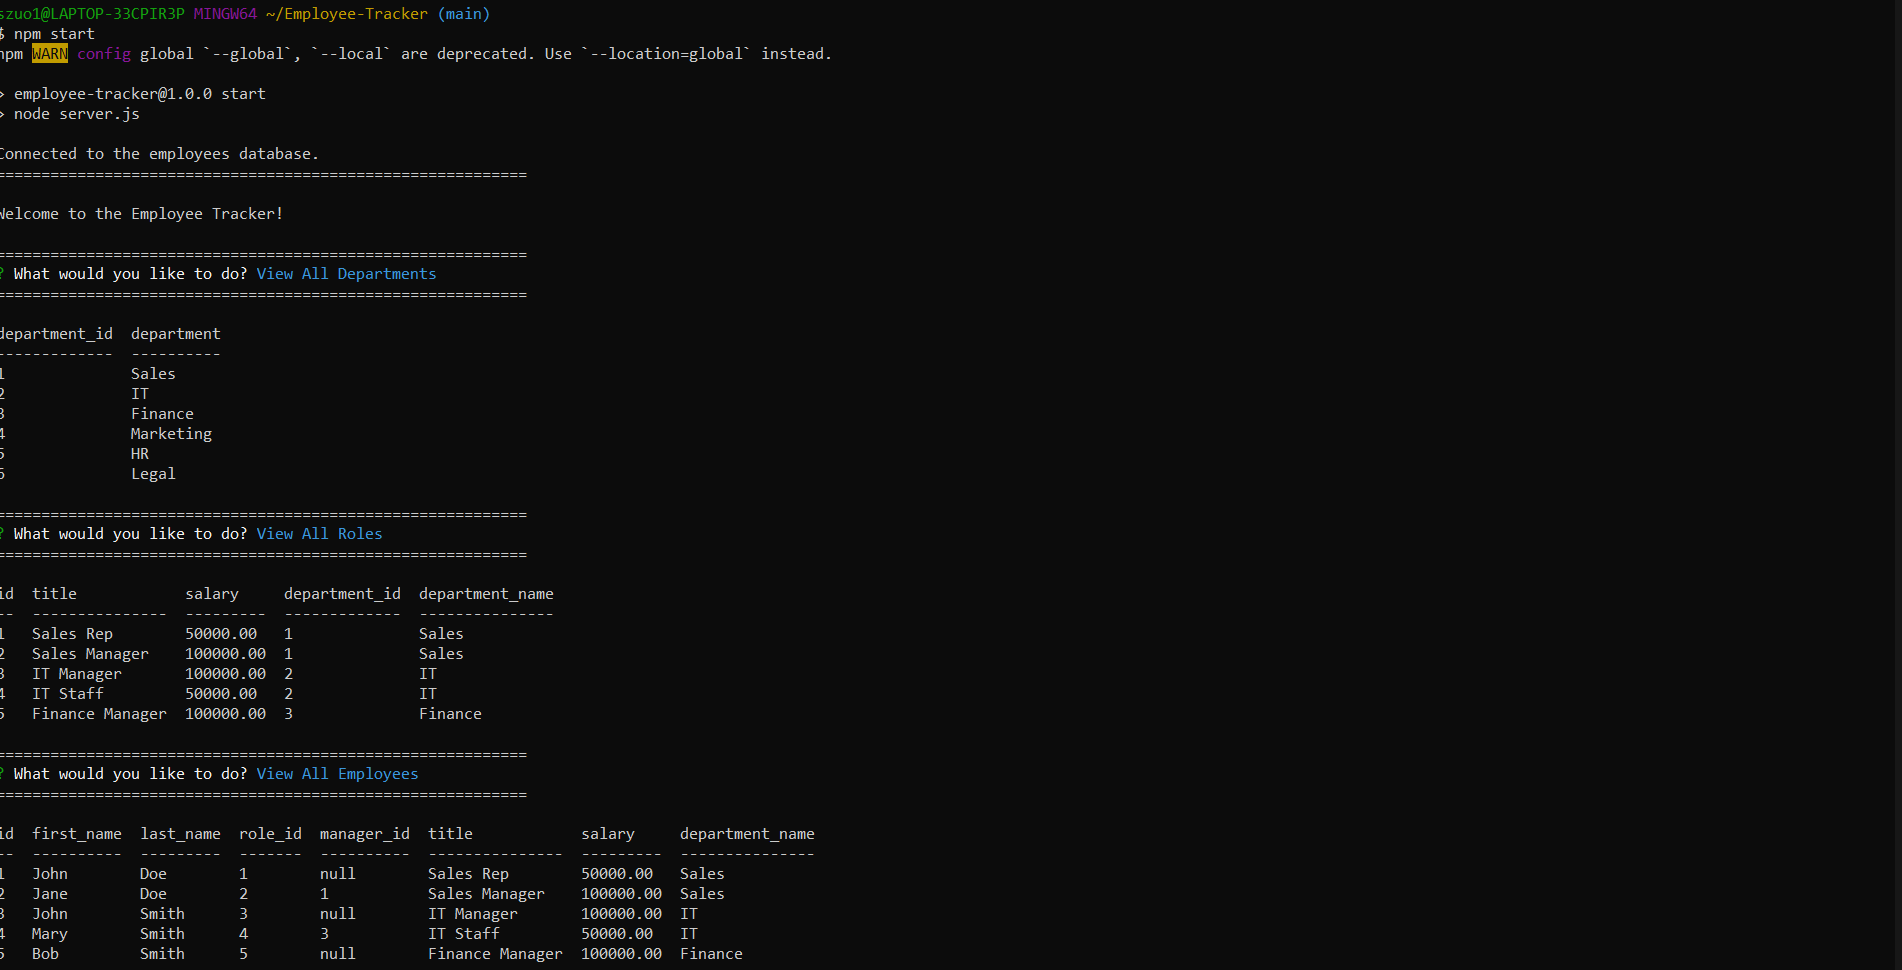 szuo1@LAPTOP-33CPIR3P MINGW64 ~/Employee-Tracker (main)
$ npm start
npm WARN config global `--global`, `--local` are deprecated. Use `--location=global` instead.
> employee-tracker@1.0.0 start
> node server.js
Connected to the employees database.
===========================================================
Welcome to the Employee Tracker!
===========================================================
? What would you like to do? View All Departments
===========================================================
department_id  department
-------------  ----------
1              Sales
2              IT
3              Finance
4              Marketing
5              HR
6              Legal
===========================================================
? What would you like to do? View All Roles
===========================================================
id  title            salary     department_id  department_name
--  ---------------  ---------  -------------  ---------------
1   Sales Rep        50000.00   1              Sales
2   Sales Manager    100000.00  1              Sales
3   IT Manager       100000.00  2              IT
4   IT Staff         50000.00   2              IT
5   Finance Manager  100000.00  3              Finance
===========================================================
? What would you like to do? View All Employees
===========================================================
id  first_name  last_name  role_id  manager_id  title            salary     department_name
--  ----------  ---------  -------  ----------  ---------------  ---------  ---------------
1   John        Doe        1        null        Sales Rep        50000.00   Sales
2   Jane        Doe        2        1           Sales Manager    100000.00  Sales
3   John        Smith      3        null        IT Manager       100000.00  IT
4   Mary        Smith      4        3           IT Staff         50000.00   IT
5   Bob         Smith      5        null        Finance Manager  100000.00  Finance